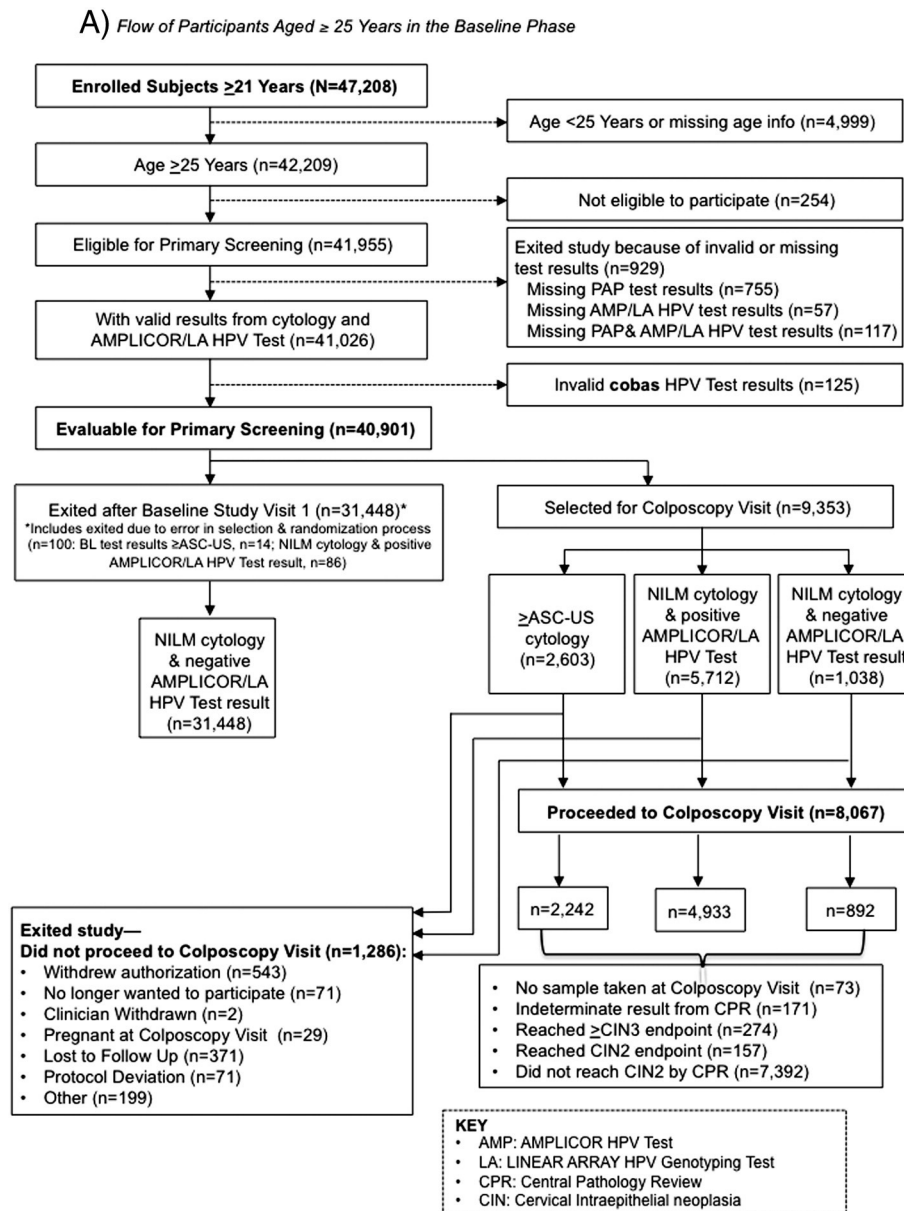 A) Flow of Participants Aged ≥ 25 Years in the Baseline Phase
Enrolled Subjects ≥21 Years (N=47,208)
Age <25 Years or missing age info (n=4,999)
Age ≥25 Years (n=42,209)
Not eligible to participate (n=254)
Eligible for Primary Screening (n=41,955)
Exited study because of invalid or missing
test results (n=929)
Missing PAP test results (n=755)
Missing AMP/LA HPV test results (n=57)
Missing PAP& AMP/LA HPV test results (n=117)
With valid results from cytology and
AMPLICOR/LA HPV Test (n=41,026)
Invalid cobas HPV Test results (n=125)
Evaluable for Primary Screening (n=40,901)
Exited after Baseline Study Visit 1 (n=31,448)*
*Includes exited due to error in selection & randomization process
(n=100: BL test results ≥ASC-US, n=14; NILM cytology & positive
AMPLICOR/LA HPV Test result, n=86)
Selected for Colposcopy Visit (n=9,353)
NILM cytology
& negative
AMPLICOR/LA
HPV Test result
(n=31,448)
≥ASC-US
cytology
(n=2,603)
NILM cytology
& positive
AMPLICOR/LA
HPV Test
(n=5,712)
NILM cytology
& negative
AMPLICOR/LA
HPV Test result
(n=1,038)
Proceeded to Colposcopy Visit (n=8,067)
n=2,242
n=4,933
n=892
Exited study—
Did not proceed to Colposcopy Visit (n=1,286):
• Withdrew authorization (n=543)
• No longer wanted to participate (n=71)
• Clinician Withdrawn (n=2)
• Pregnant at Colposcopy Visit (n=29)
• Lost to Follow Up (n=371)
• Protocol Deviation (n=71)
• Other (n=199)
• No sample taken at Colposcopy Visit (n=73)
• Indeterminate result from CPR (n=171)
• Reached ≥CIN3 endpoint (n=274)
• Reached CIN2 endpoint (n=157)
• Did not reach CIN2 by CPR (n=7,392)
KEY
• AMP: AMPLICOR HPV Test
• LA: LINEAR ARRAY HPV Genotyping Test
• CPR: Central Pathology Review
• CIN: Cervical Intraepithelial neoplasia